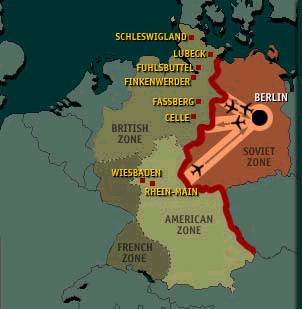 SCHLESWIGLAND
LUBECK
FUHLSBUTTEL
FINKENWERDER
BERLIN
FASSBERG
CELLE
BRITISH
ZONE
SOVIET
ZONE
WIESBADEN
RHEIN-MAIN
AMERICAN
ZONE
FRENCH
ZONE